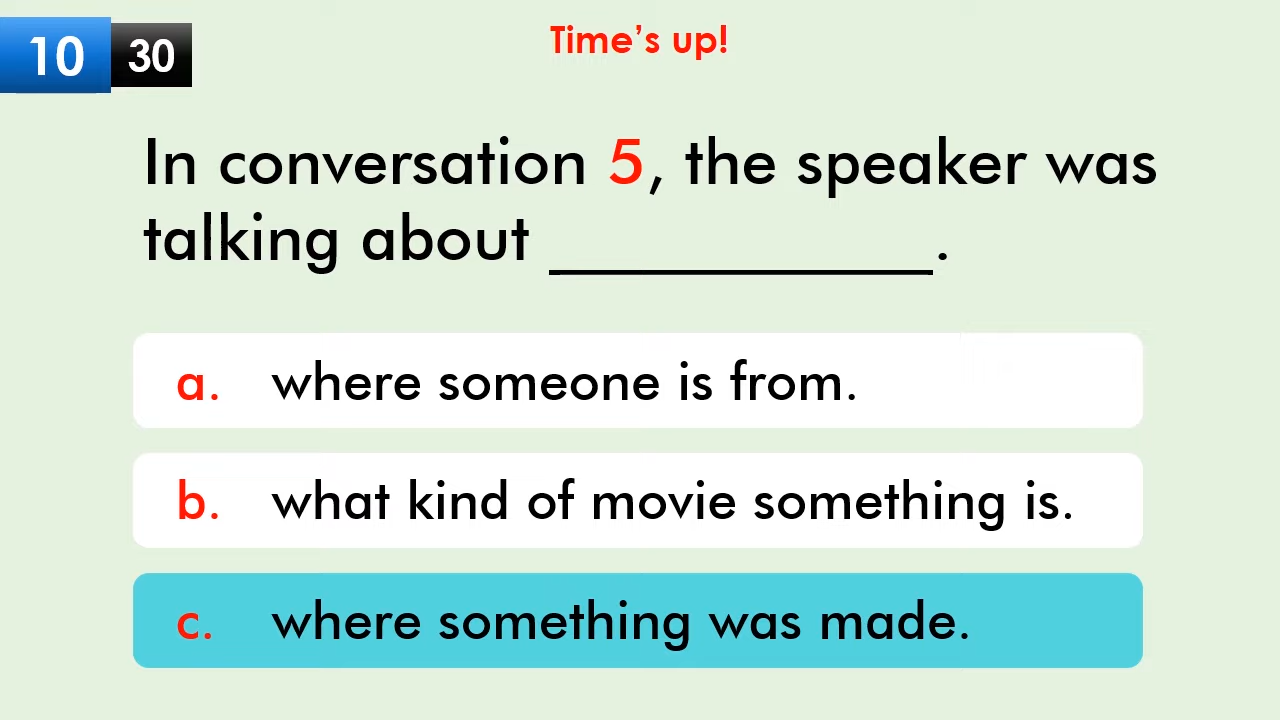 10 30
Time's up!
In conversation 5, the speaker was
talking about ____________.
a. where someone is from.
b. what kind of movie something is.
c. where something was made.